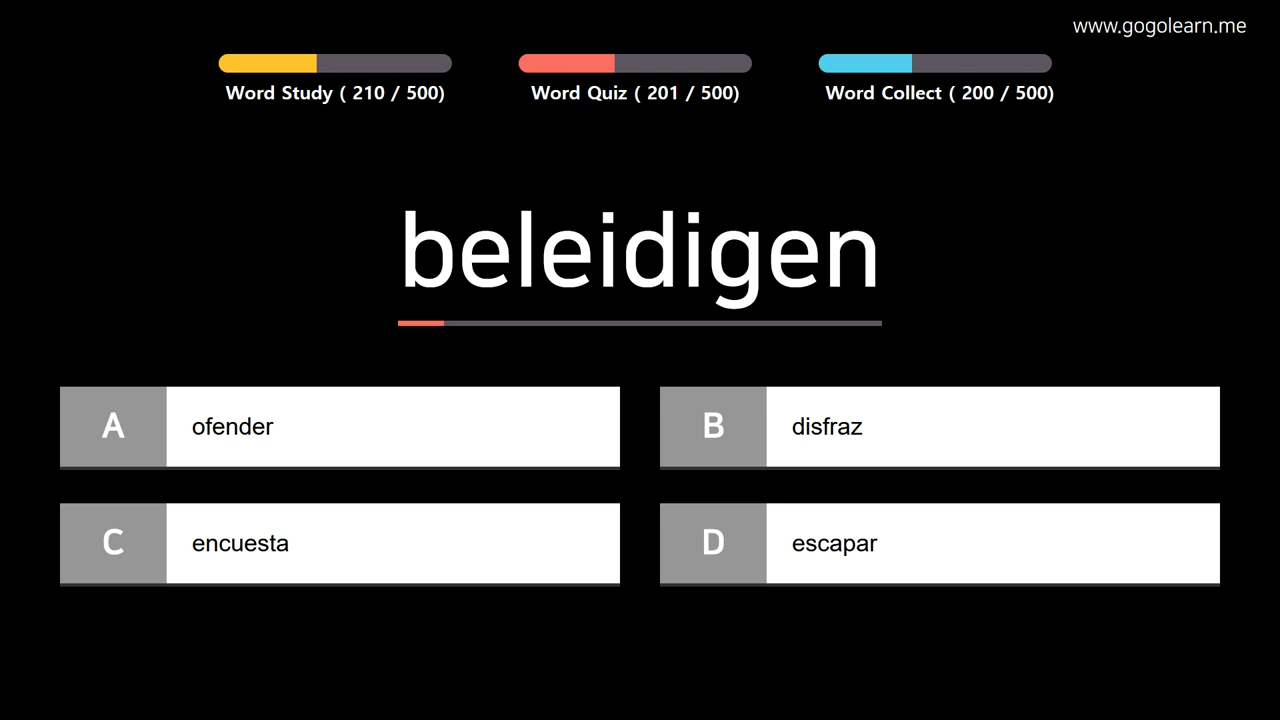 www.gogolearn.me
Word Study ( 210 / 500)
Word Quiz ( 201 / 500)
Word Collect ( 200 / 500)
beleidigen
A ofender
B disfraz
C encuesta
D escapar